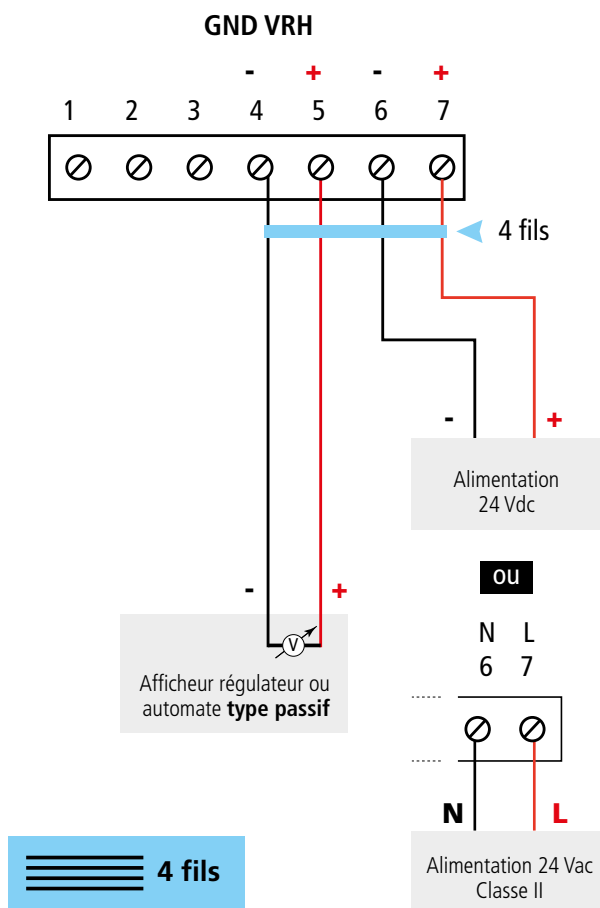 GND VRH
- + - +
1 2 3 4 5 6 7
4 fils
- +
Alimentation
24 Vdc
ou
- +
V
Afficheur régulateur ou
automate type passif
N L
6 7
N L
Alimentation 24 Vac
Classe II
4 fils